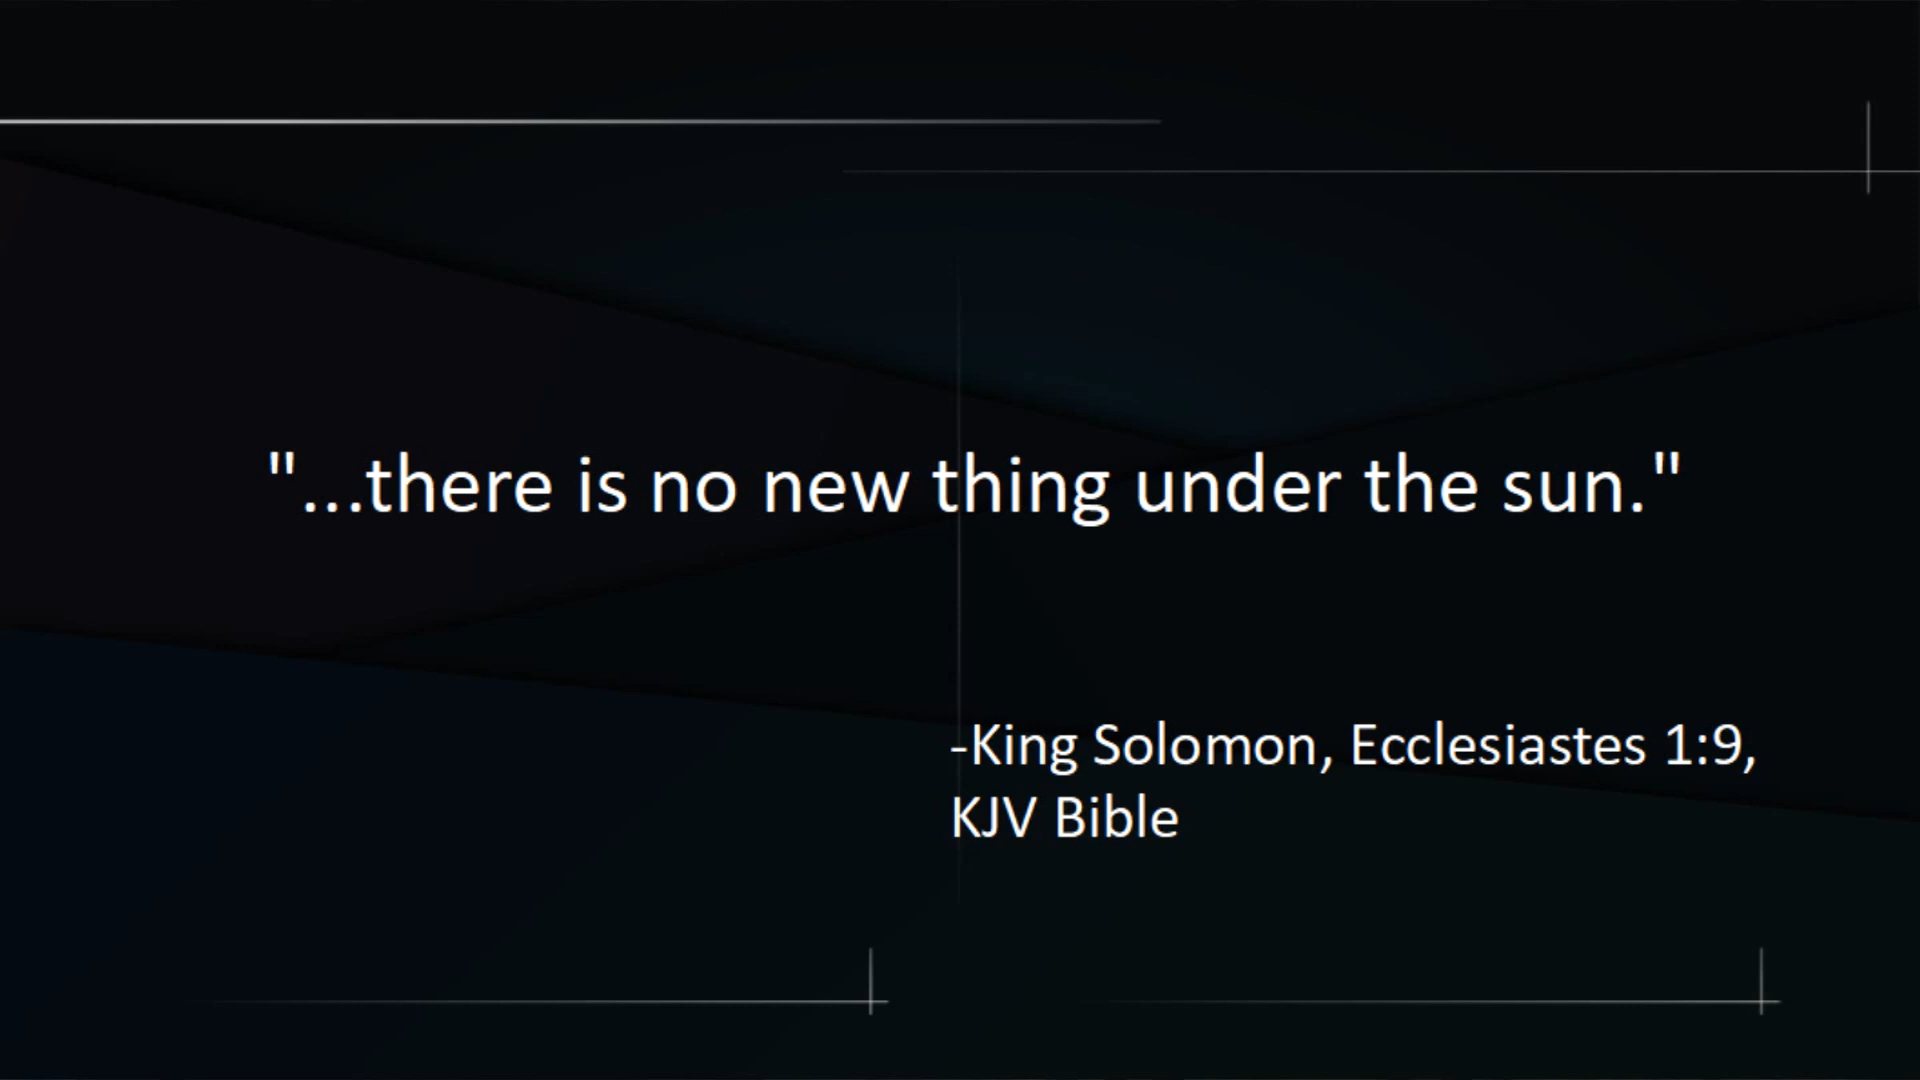 "...there is no new thing under the sun."
-King Solomon, Ecclesiastes 1:9,
KJV Bible